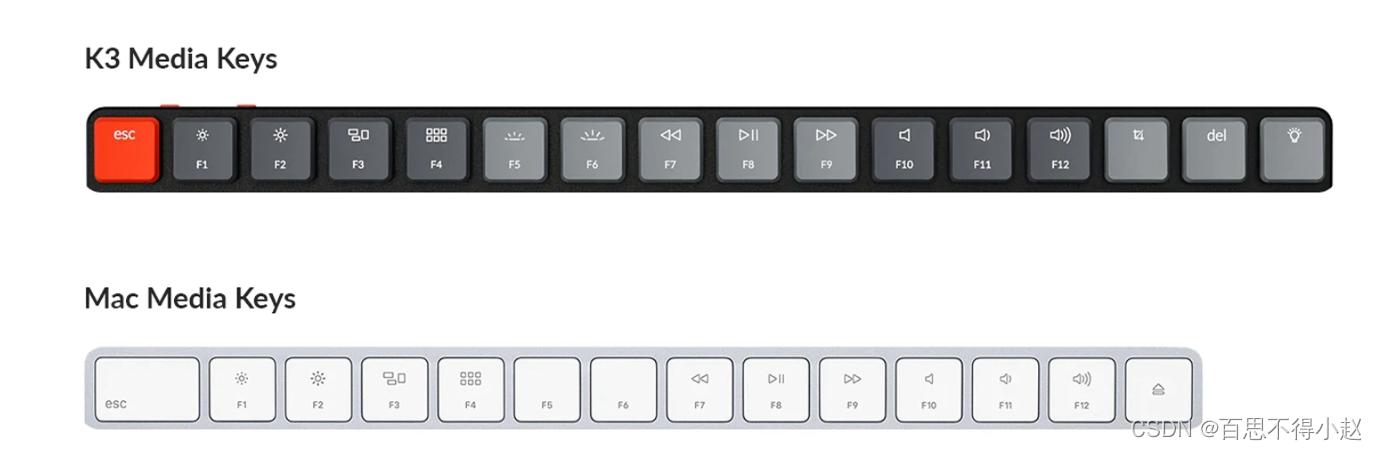 K3 Media Keys
esc F1 F2 F3 F4 F5 F6 F7 F8 F9 F10 F11 F12 del
Mac Media Keys
esc F1 F2 F3 F4 F5 F6 F7 F8 F9 F10 F11 F12
CSDN @百思不得小赵